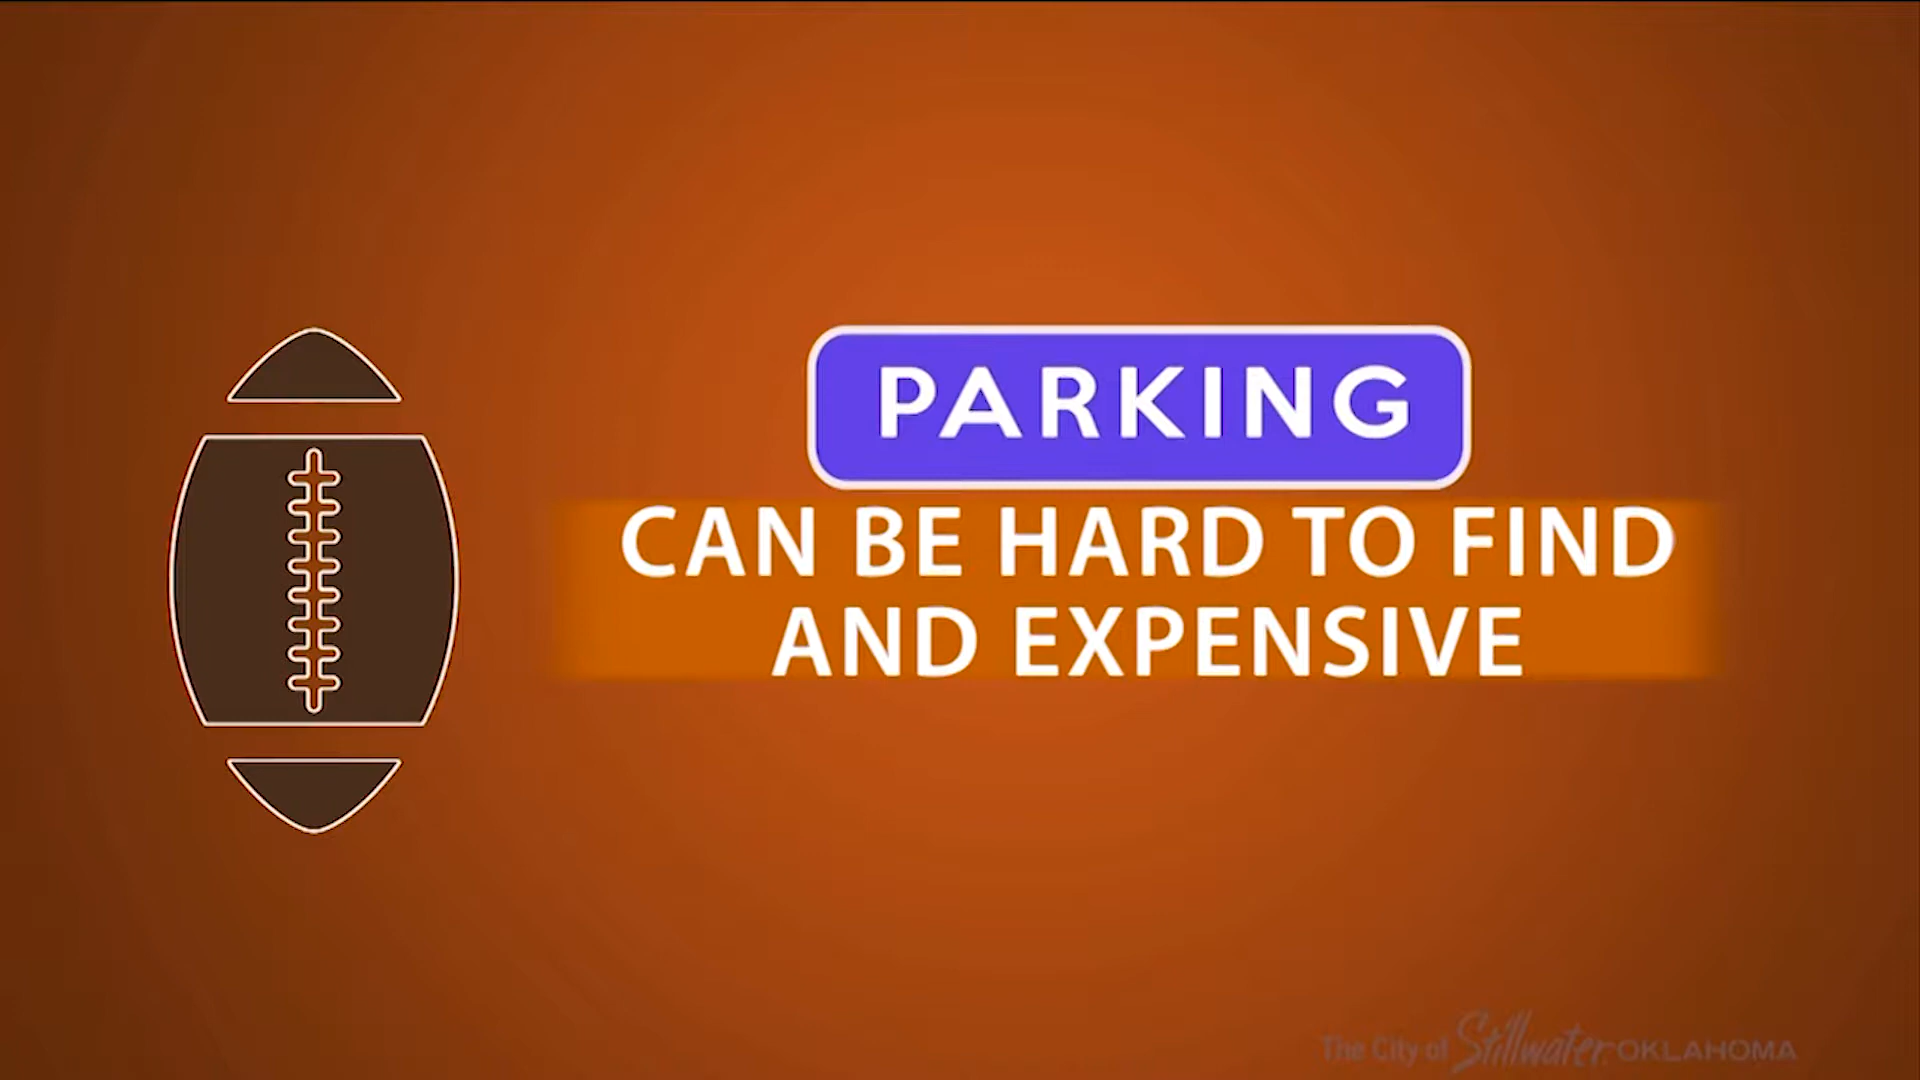 PARKING
CAN BE HARD TO FIND
AND EXPENSIVE
The City of Stillwater OKLAHOMA